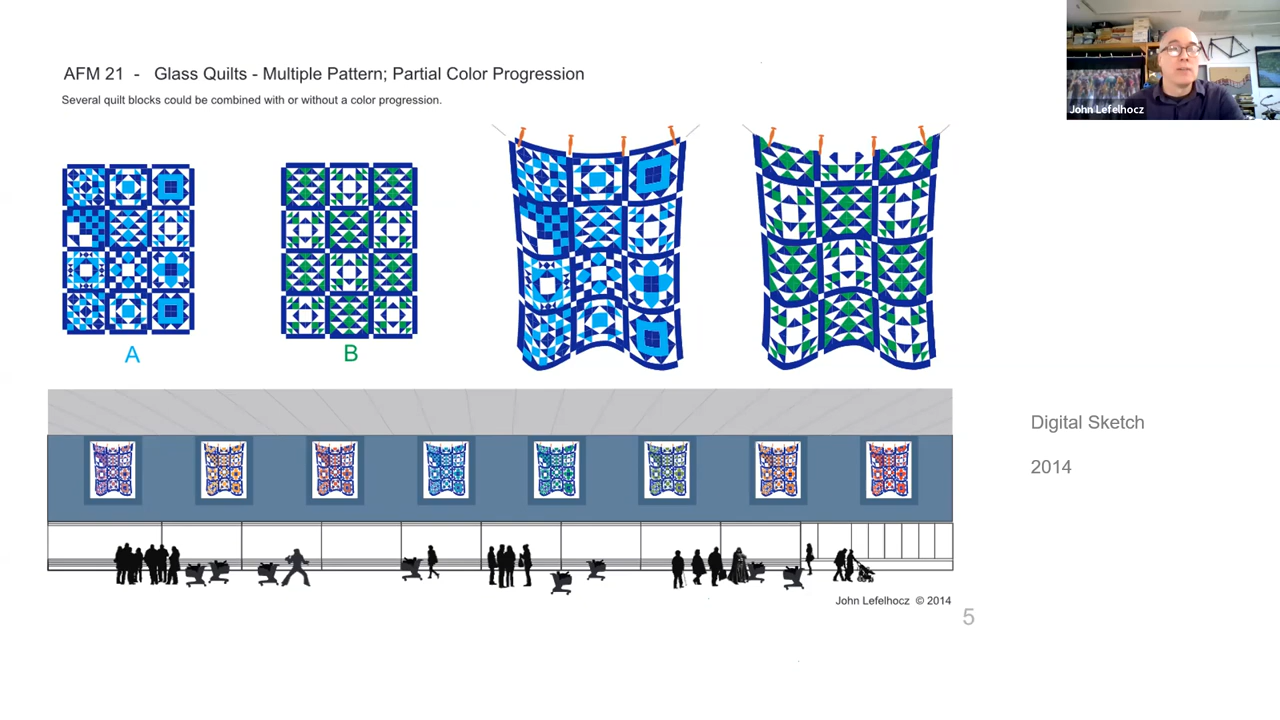 AFM 21 - Glass Quilts - Multiple Pattern; Partial Color Progression
Several quilt blocks could be combined with or without a color progression.
John Lefelhocz
A
B
Digital Sketch
2014
John Lefelhocz © 2014
5